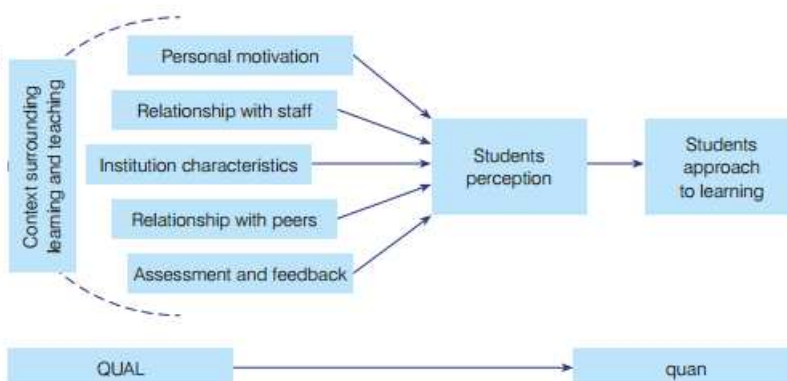 Context surrounding
learning and teaching
Personal motivation
Relationship with staff
Institution characteristics
Relationship with peers
Assessment and feedback
Students
perception
Students
approach
to learning
QUAL
quan